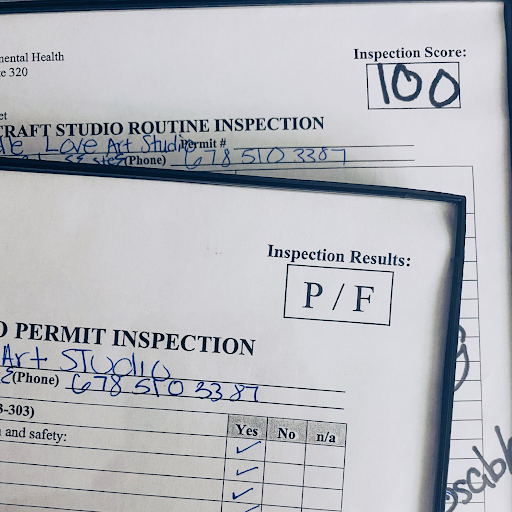 mental Health
e 320
Inspection Score:
100
et
CRAFT STUDIO ROUTINE INSPECTION
Love Art Studio Permit #
(Phone) 678 510 3387
Inspection Results:
P / F
PERMIT INSPECTION
Art STudio
(Phone) 678 510 3387
3-303)
and safety:
Yes No n/a